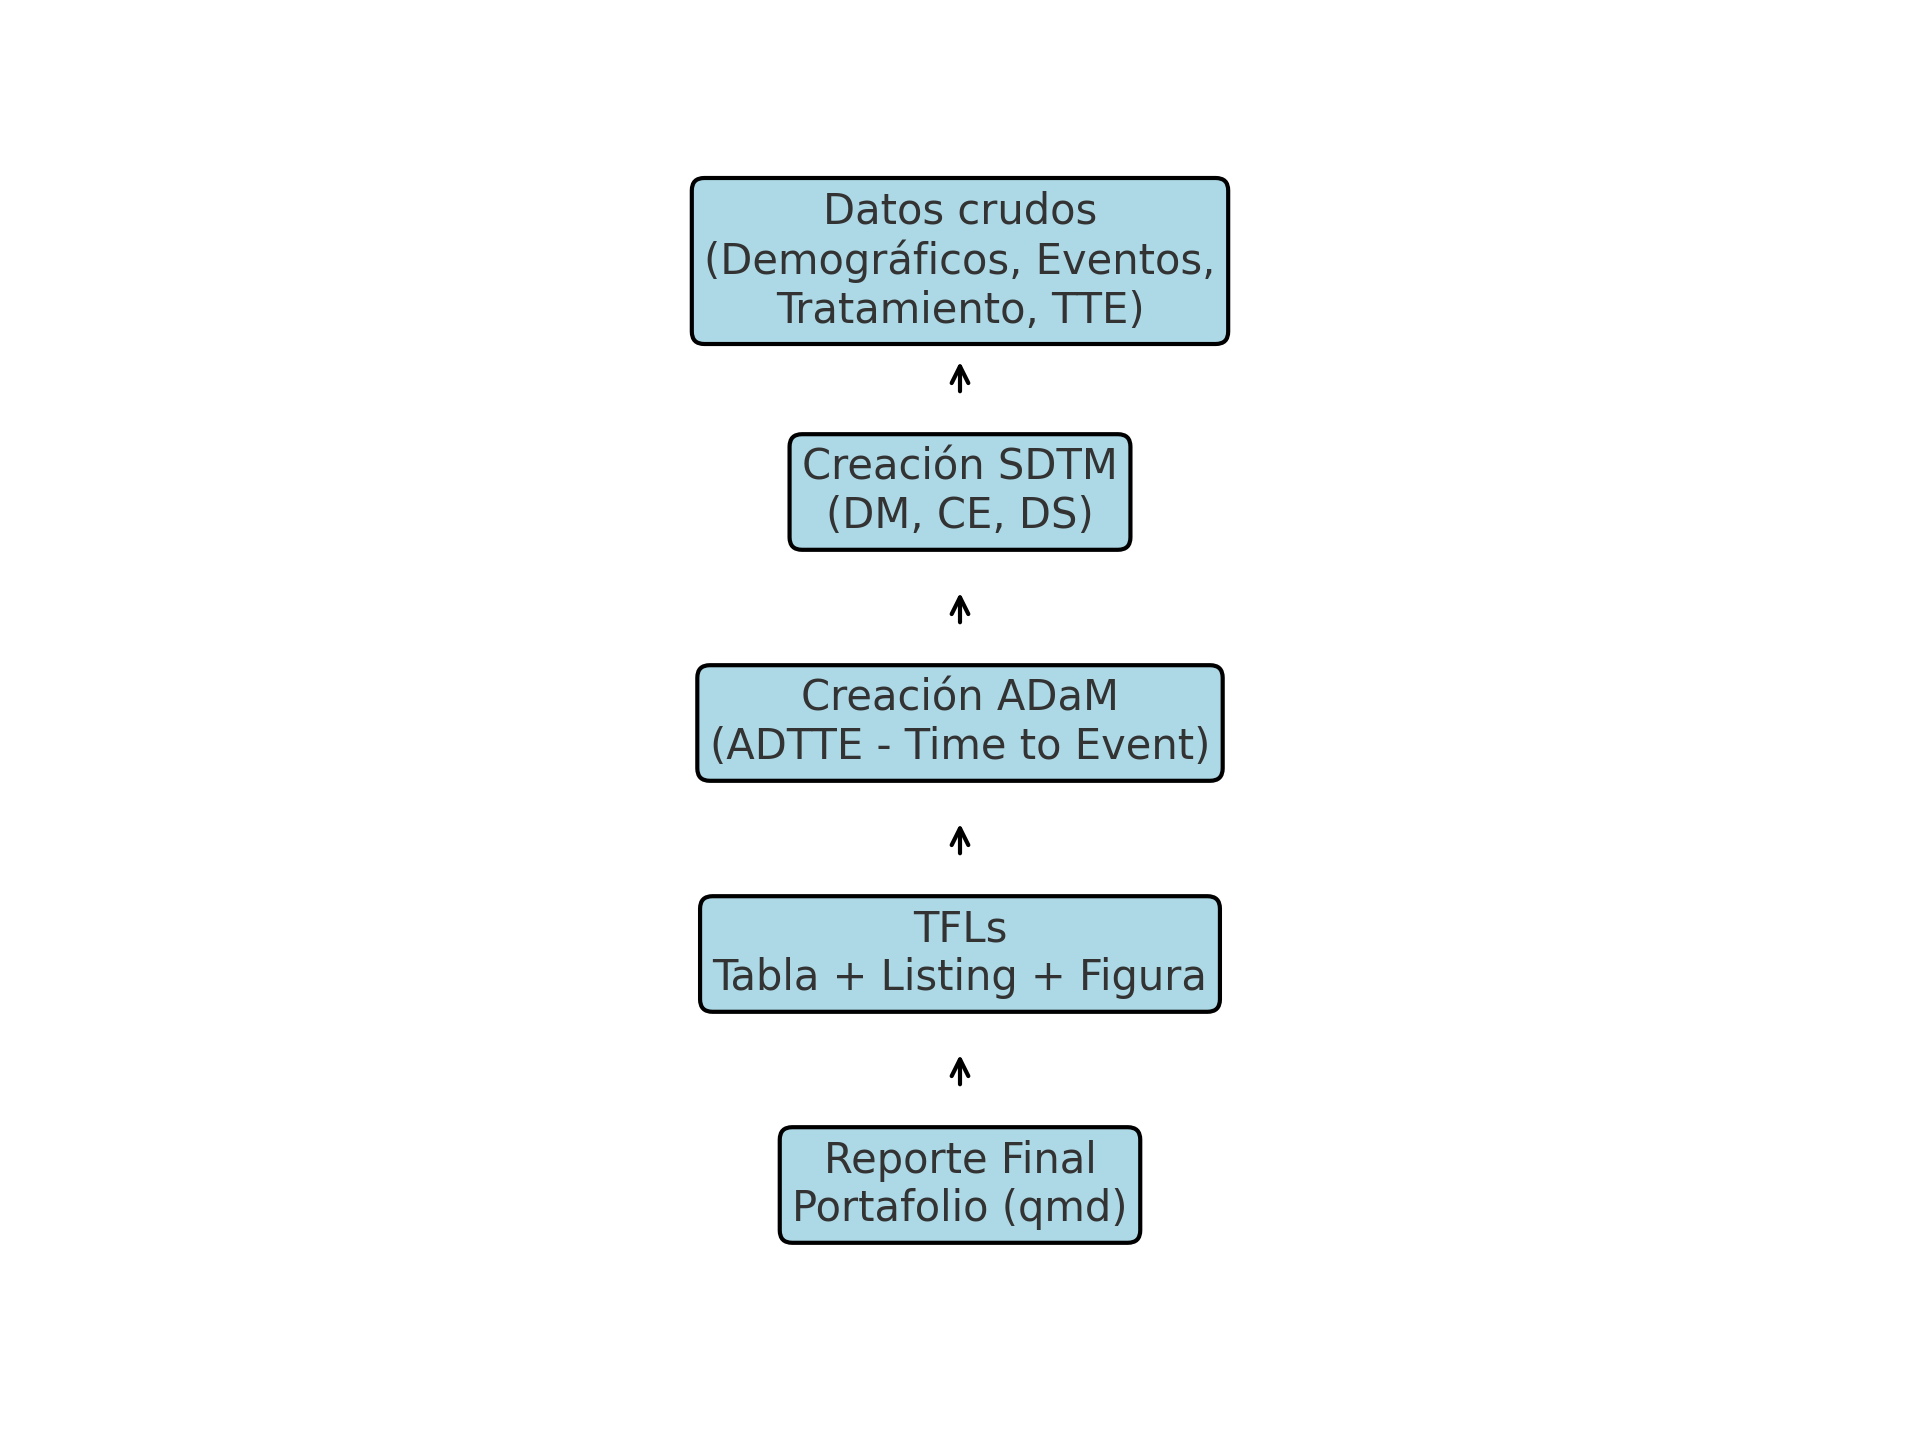 Datos crudos
(Demográficos, Eventos,
Tratamiento, TTE)
Creación SDTM
(DM, CE, DS)
Creación ADaM
(ADTTE - Time to Event)
TFLs
Tabla + Listing + Figura
Reporte Final
Portafolio (qmd)